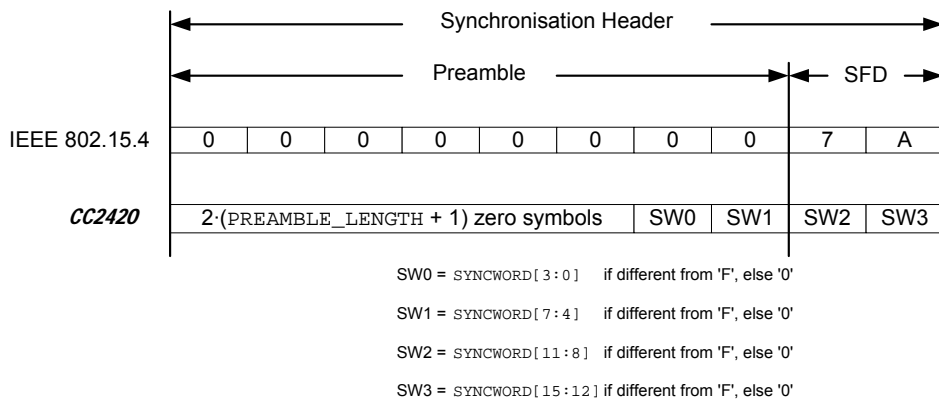 Synchronisation Header
Preamble SFD
IEEE 802.15.4 0 0 0 0 0 0 0 0 7 A
CC2420 2·(PREAMBLE_LENGTH + 1) zero symbols SW0 SW1 SW2 SW3
SW0 = SYNCWORD[3:0] if different from 'F', else '0'
SW1 = SYNCWORD[7:4] if different from 'F', else '0'
SW2 = SYNCWORD[11:8] if different from 'F', else '0'
SW3 = SYNCWORD[15:12] if different from 'F', else '0'